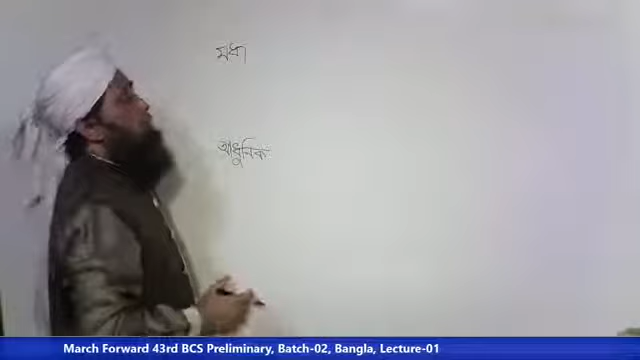 মধ্য
আধুনিক
March Forward 43rd BCS Preliminary, Batch-02, Bangla, Lecture-01